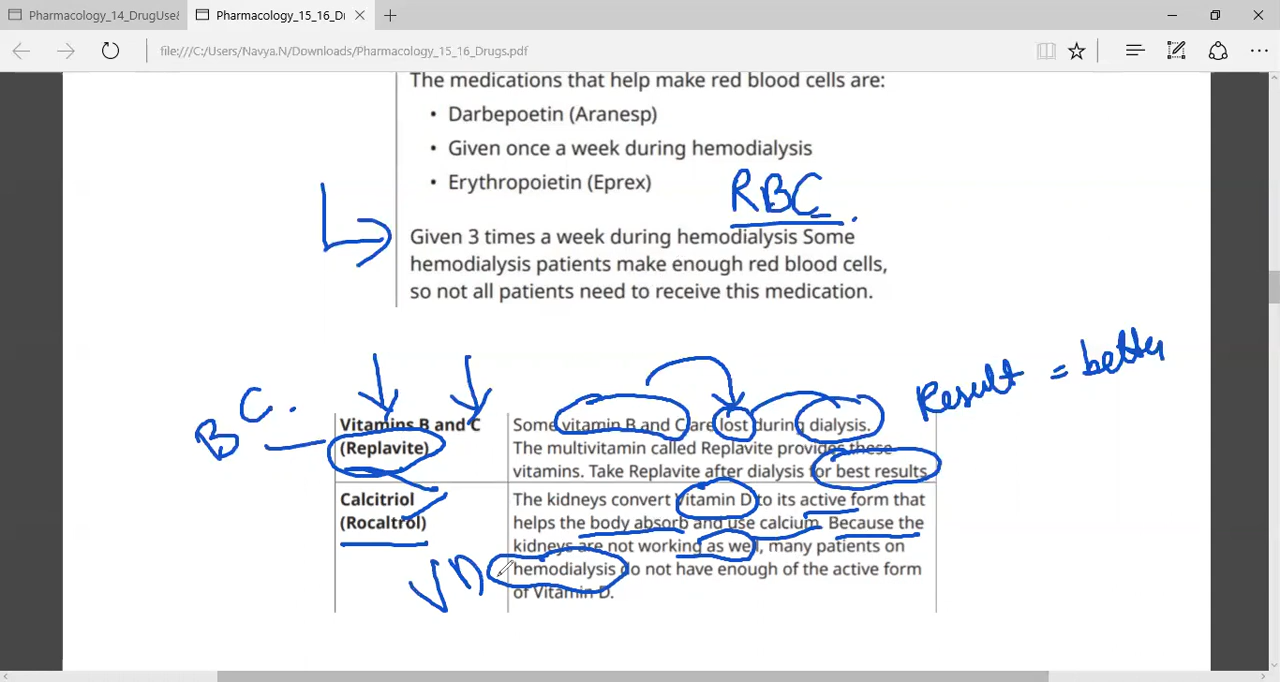 Pharmacology_14_DrugUse&
Pharmacology_15_16_Dr
file:///C:/Users/Navya.N/Downloads/Pharmacology_15_16_Drugs.pdf
The medications that help make red blood cells are:
• Darbepoetin (Aranesp)
• Given once a week during hemodialysis
• Erythropoietin (Eprex)
RBC
Given 3 times a week during hemodialysis Some
hemodialysis patients make enough red blood cells,
so not all patients need to receive this medication.
Result = better
B C.
Vitamins B and C
(Replavite)
Some vitamin B and C are lost during dialysis.
The multivitamin called Replavite provides these
vitamins. Take Replavite after dialysis for best results.
Calcitriol
(Rocaltrol)
The kidneys convert Vitamin D to its active form that
helps the body absorb and use calcium. Because the
kidneys are not working as well, many patients on
hemodialysis do not have enough of the active form
of Vitamin D.
VD